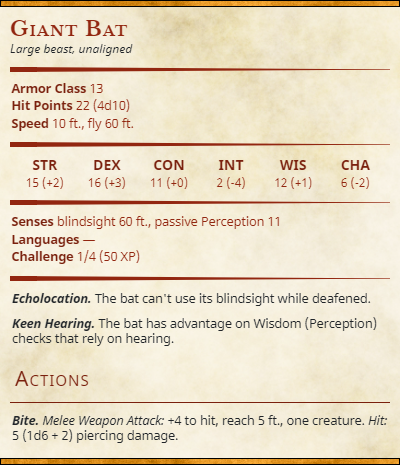 Giant Bat
Large beast, unaligned
Armor Class 13
Hit Points 22 (4d10)
Speed 10 ft., fly 60 ft.
STR DEX CON INT WIS CHA
15 (+2) 16 (+3) 11 (+0) 2 (-4) 12 (+1) 6 (-2)
Senses blindsight 60 ft., passive Perception 11
Languages —
Challenge 1/4 (50 XP)
Echolocation. The bat can't use its blindsight while deafened.
Keen Hearing. The bat has advantage on Wisdom (Perception)
checks that rely on hearing.
Actions
Bite. Melee Weapon Attack: +4 to hit, reach 5 ft., one creature. Hit:
5 (1d6 + 2) piercing damage.